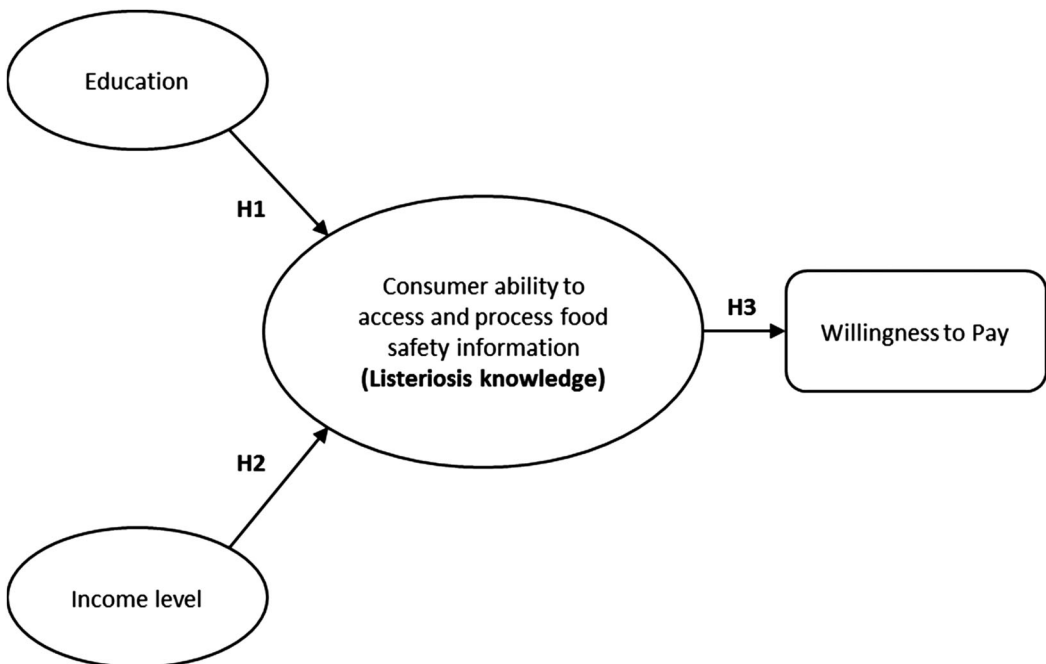 Education
H1
Consumer ability to
access and process food
safety information
(Listeriosis knowledge)
H3
Willingness to Pay
H2
Income level